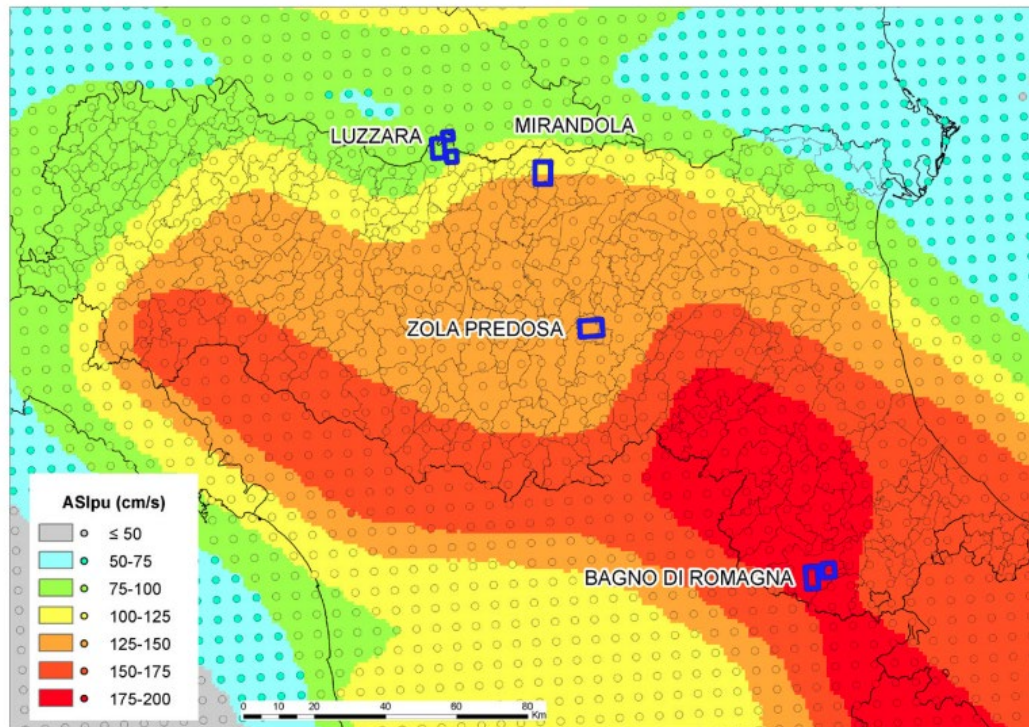 LUZZARA
MIRANDOLA
ZOLA PREDOSA
BAGNO DI ROMAGNA
ASIpu (cm/s)
≤ 50
50-75
75-100
100-125
125-150
150-175
175-200
0 10 20 40 60 80
Km